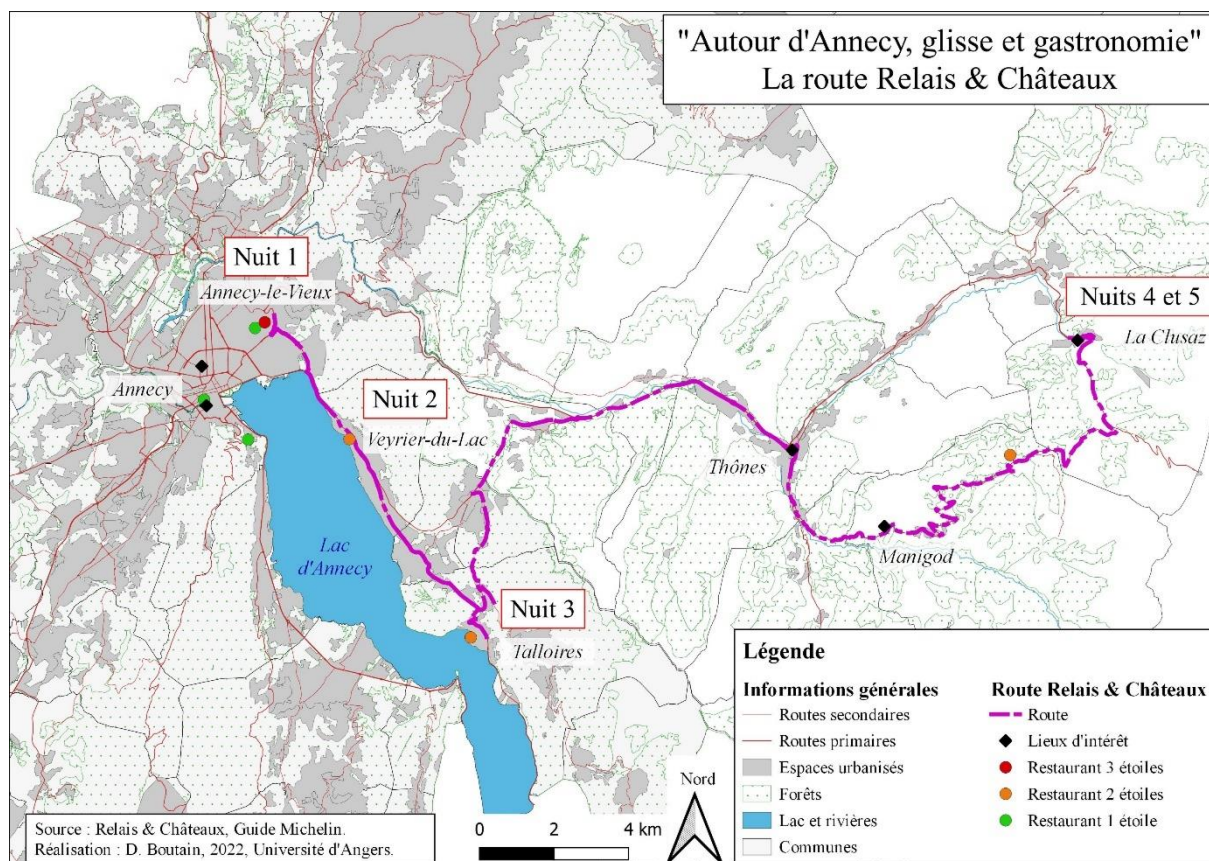 "Autour d'Annecy, glisse et gastronomie"
La route Relais & Châteaux
Nuit 1
Annecy-le-Vieux
Nuits 4 et 5
La Clusaz
Annecy
Nuit 2
Veyrier-du-Lac
Thônes
Manigod
Lac
d'Annecy
Nuit 3
Talloires
Légende
Informations générales
Routes secondaires
Routes primaires
Espaces urbanisés
Forêts
Lac et rivières
Communes
Route Relais & Châteaux
Route
Lieux d'intérêt
Restaurant 3 étoiles
Restaurant 2 étoiles
Restaurant 1 étoile
Nord
0 2 4 km
Source : Relais & Châteaux, Guide Michelin.
Réalisation : D. Boutain, 2022, Université d'Angers.